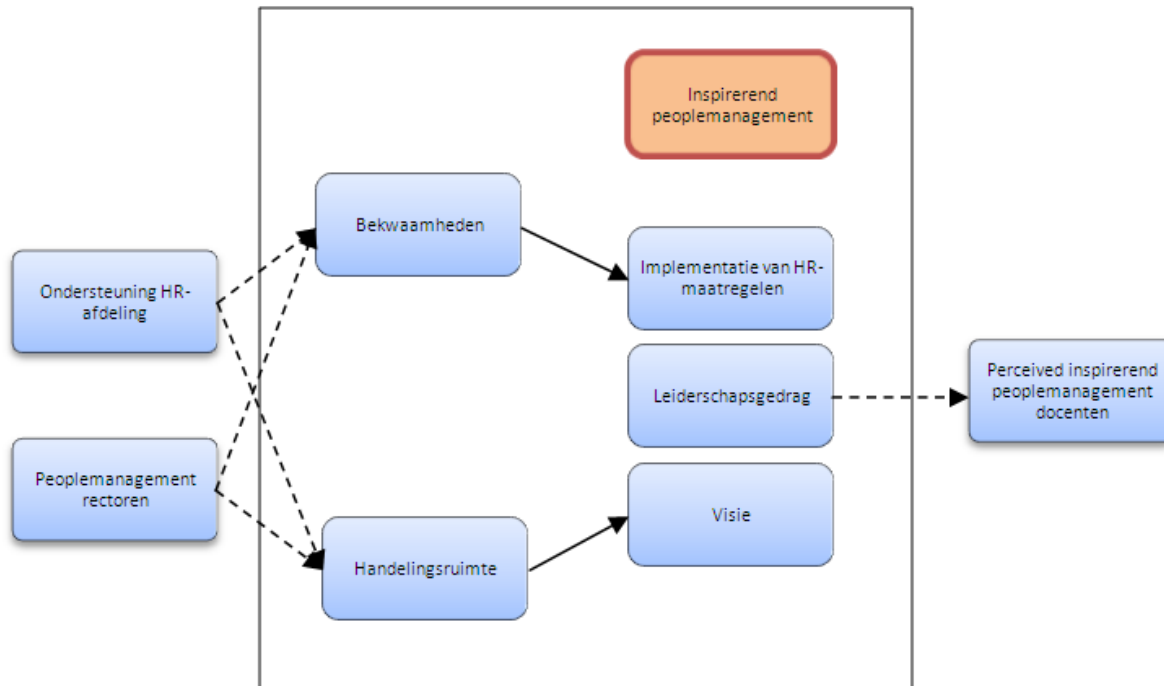 Inspirerend
peoplemanagement
Bekwaamheden
Ondersteuning HR-
afdeling
Implementatie van HR-
maatregelen
Leiderschapsgedrag
Perceived inspirerend
peoplemanagement
docenten
Peoplemanagement
rectoren
Visie
Handelingsruimte